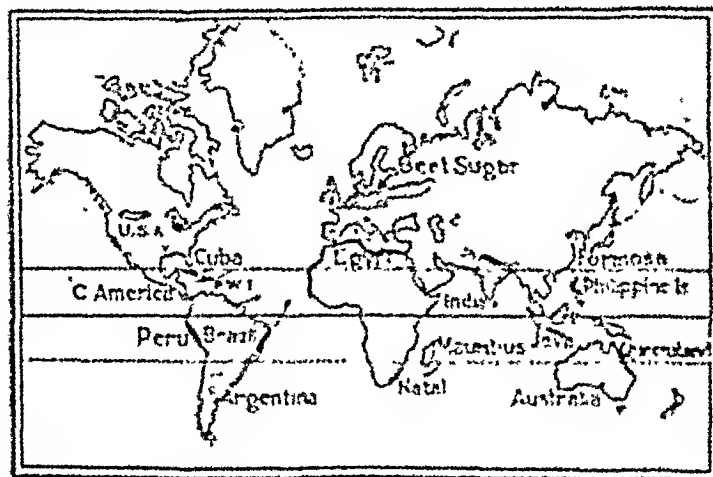 Beet Sugar
U.S.A
Cuba
Egypt
Formosa
W I
Philippine Is
C America
India
Peru
Brazil
Mauritius
Java
Queensland
Natal
Argentina
Australia